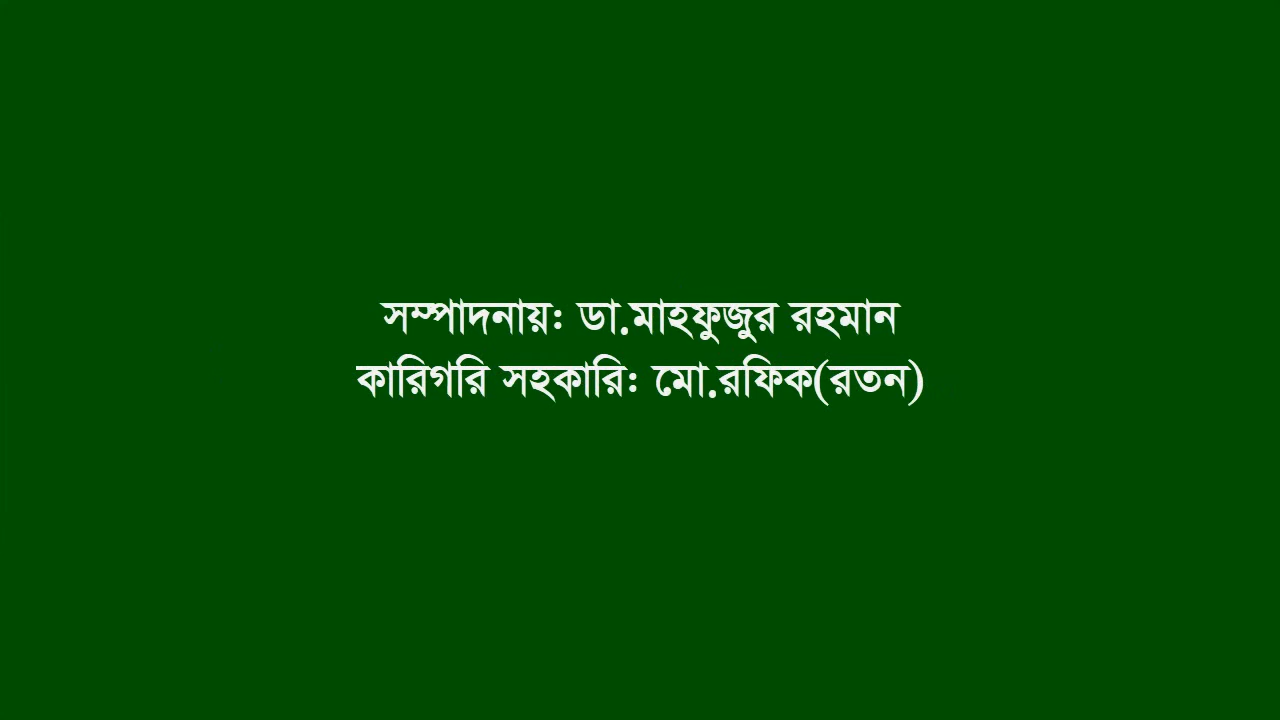 সম্পাদনায়: ডা.মাহফুজুর রহমান
কারিগরি সহকারি: মো.রফিক(রতন)